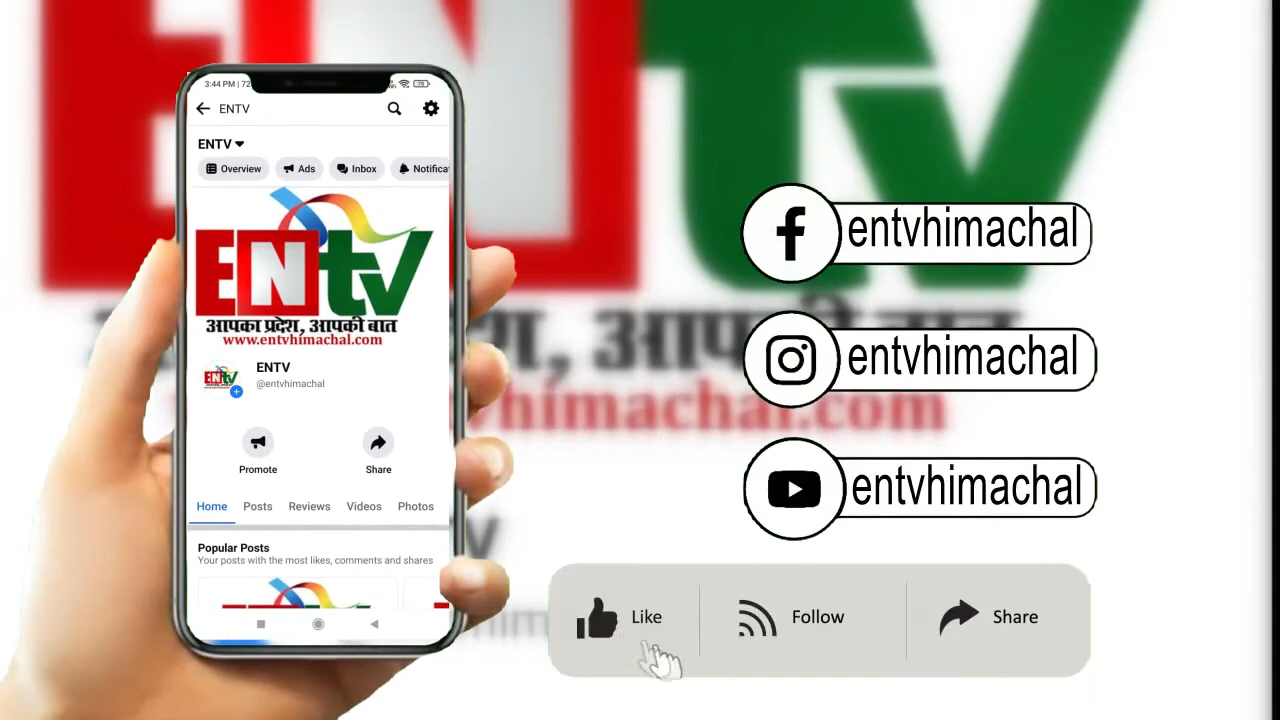 3:44 PM | 72
ENTV
ENTV
Overview
Ads
Inbox
Notifica
ENtv
आपका प्रदेश, आपकी बात
www.entvhimachal.com
ENTV
@entvhimachal
Promote
Share
Home
Posts
Reviews
Videos
Photos
Popular Posts
Your posts with the most likes, comments and shares
entvhimachal
entvhimachal
entvhimachal
Like
Follow
Share